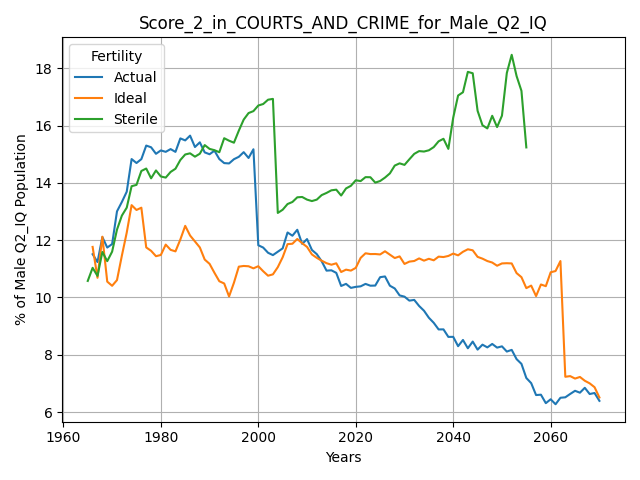 Score_2_in_COURTS_AND_CRIME_for_Male_Q2_IQ
Fertility
Actual
Ideal
Sterile
% of Male Q2_IQ Population
18
16
14
12
10
8
6
1960
1980
2000
2020
2040
2060
Years